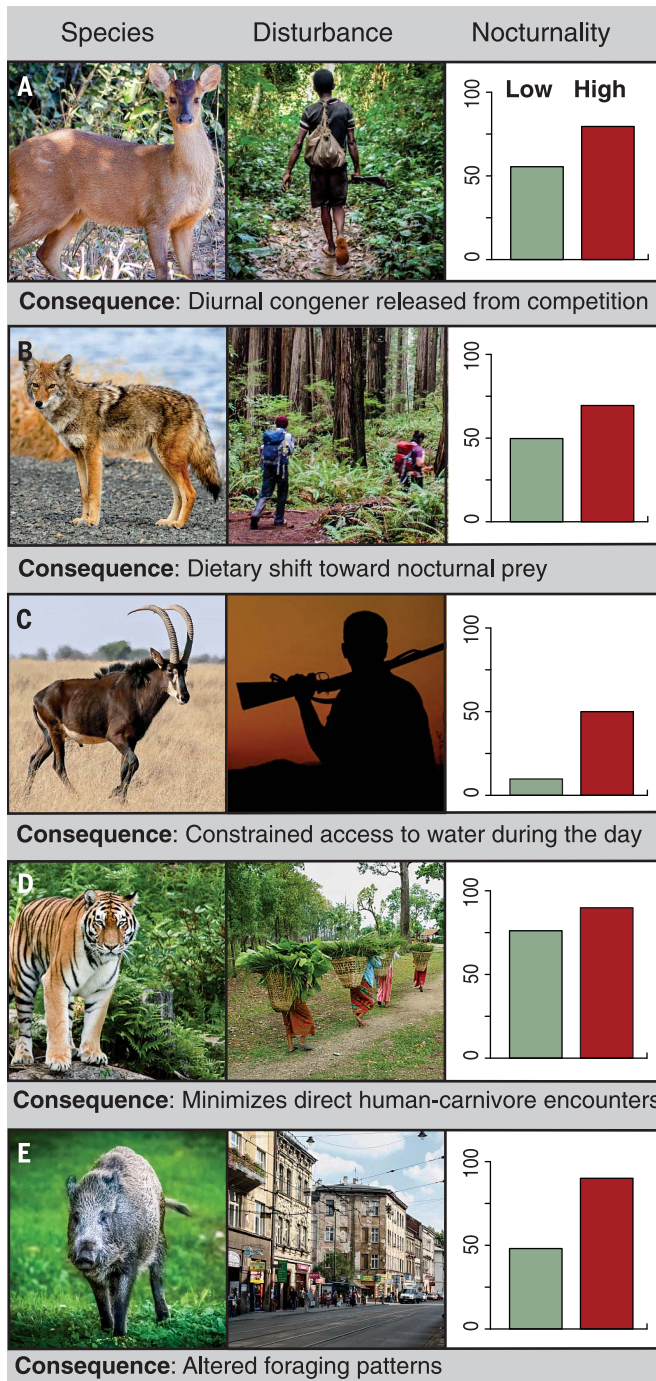 Species Disturbance Nocturnality
A
Low High
100
50
0
Consequence: Diurnal congener released from competition
B
100
50
0
Consequence: Dietary shift toward nocturnal prey
C
100
50
0
Consequence: Constrained access to water during the day
D
100
50
0
Consequence: Minimizes direct human-carnivore encounters
E
100
50
0
Consequence: Altered foraging patterns